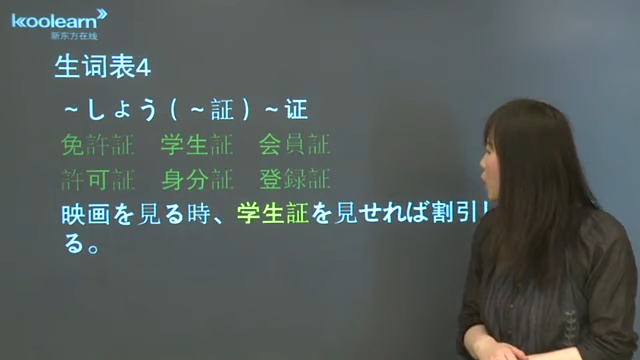 koolearn
新东方在线
生词表4
～しょう（～証）～证
免許証 学生証 会員証
許可証 身分証 登録証
映画を見る時、学生証を見せれば割引し
る。